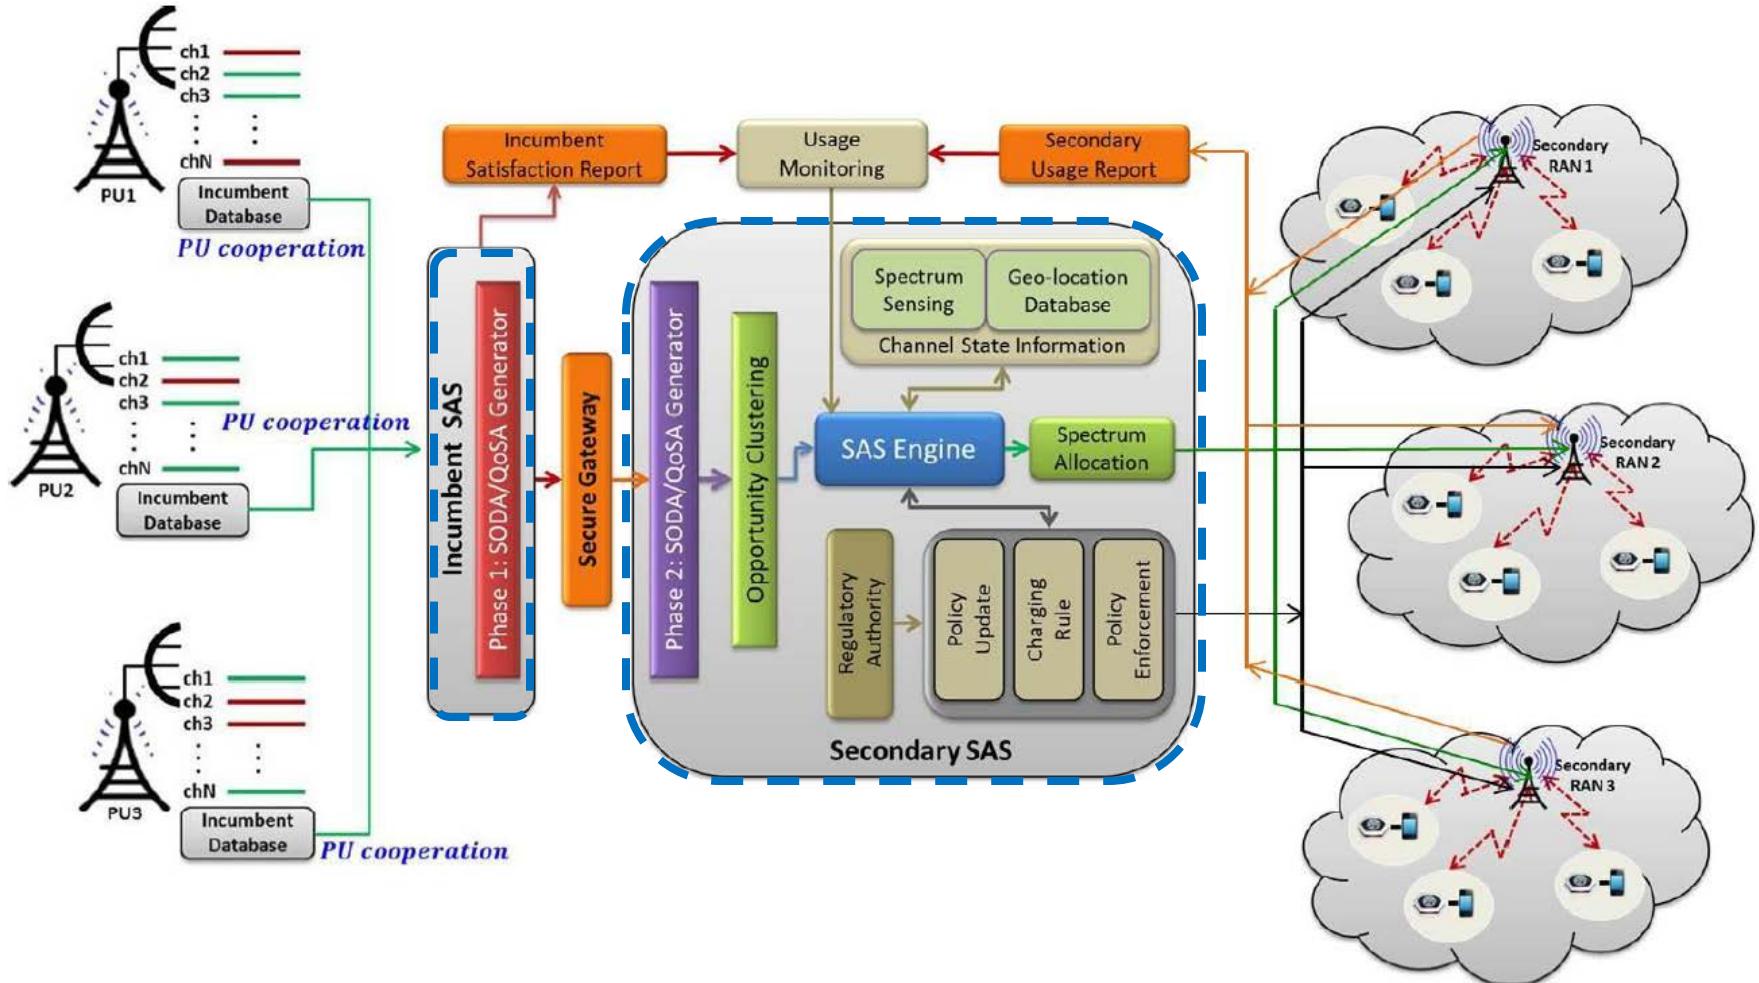 ch1
ch2
ch3
chN
PU1
Incumbent
Database
PU cooperation
ch1
ch2
ch3
chN
PU2
PU cooperation
Incumbent
Database
ch1
ch2
ch3
chN
PU3
Incumbent
Database
PU cooperation
Incumbent
Satisfaction Report
Usage
Monitoring
Secondary
Usage Report
Incumbent SAS
Phase 1: SODA/QoSA Generator
Secure Gateway
Phase 2: SODA/QoSA Generator
Opportunity Clustering
Spectrum
Sensing
Geo-location
Database
Channel State Information
SAS Engine
Spectrum
Allocation
Regulatory
Authority
Policy
Update
Charging
Rule
Policy
Enforcement
Secondary SAS
Secondary
RAN 1
Secondary
RAN 2
Secondary
RAN 3